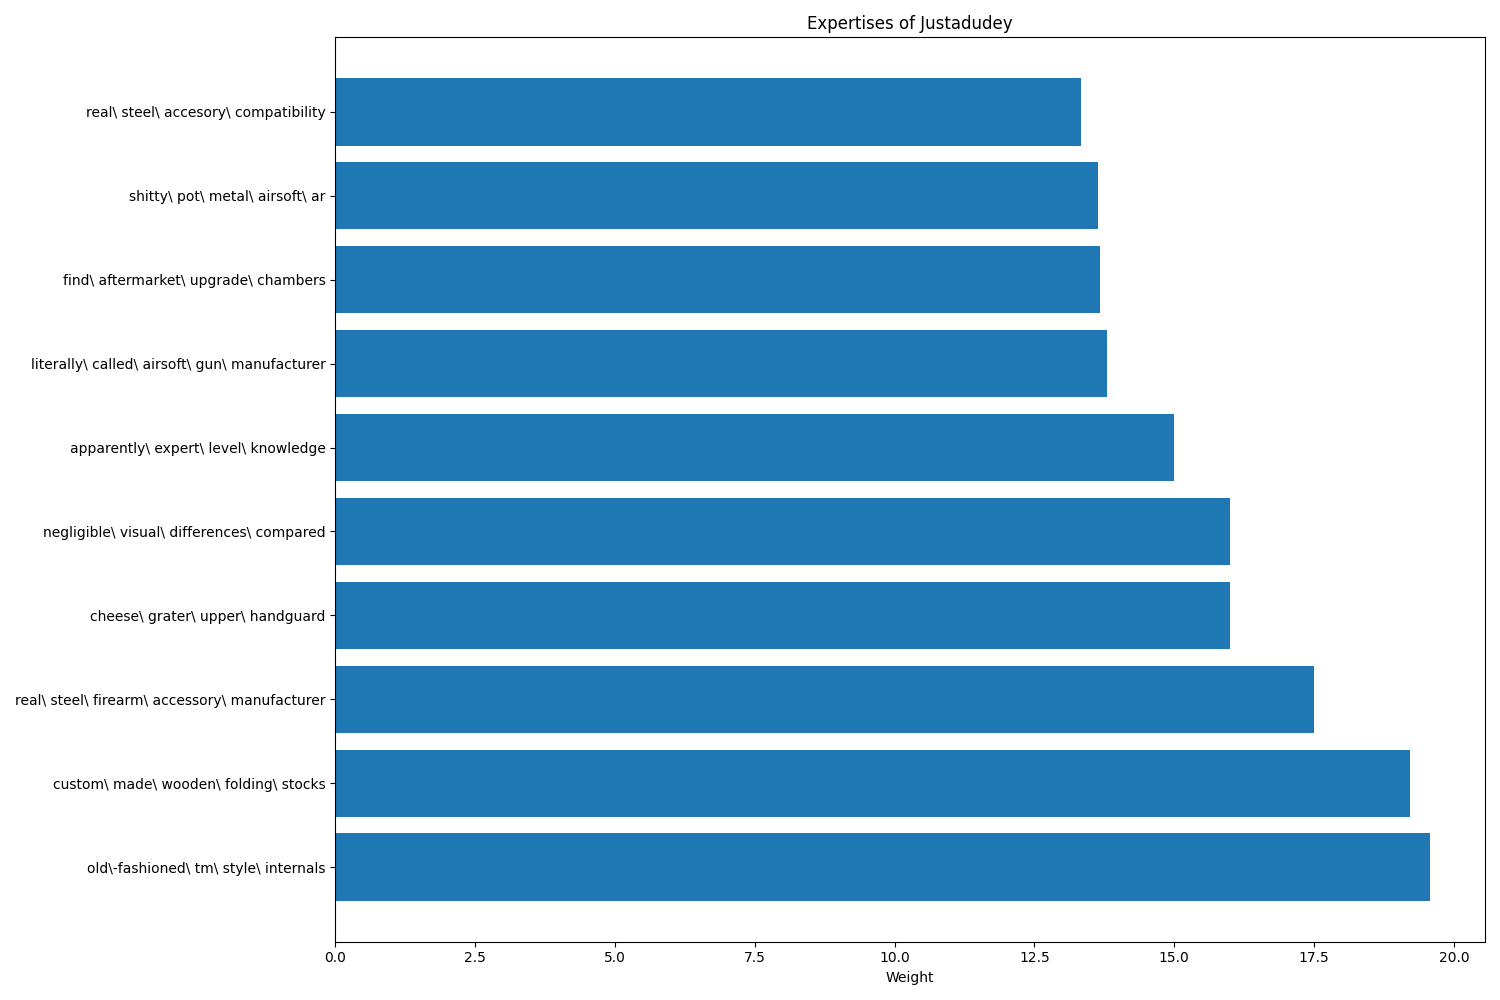 Expertises of Justadudey
real\ steel\ accesory\ compatibility
shitty\ pot\ metal\ airsoft\ ar
find\ aftermarket\ upgrade\ chambers
literally\ called\ airsoft\ gun\ manufacturer
apparently\ expert\ level\ knowledge
negligible\ visual\ differences\ compared
cheese\ grater\ upper\ handguard
real\ steel\ firearm\ accessory\ manufacturer
custom\ made\ wooden\ folding\ stocks
old\-fashioned\ tm\ style\ internals
0.0 2.5 5.0 7.5 10.0 12.5 15.0 17.5 20.0
Weight